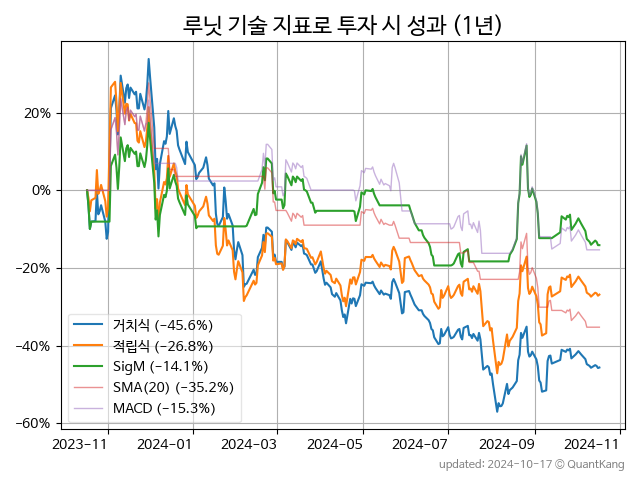 루닛 기술 지표로 투자 시 성과 (1년)
20%
0%
−20%
−40%
−60%
거치식 (−45.6%)
적립식 (−26.8%)
SigM (−14.1%)
SMA(20) (−35.2%)
MACD (−15.3%)
2023-11
2024-01
2024-03
2024-05
2024-07
2024-09
2024-11
updated: 2024-10-17 © QuantKang